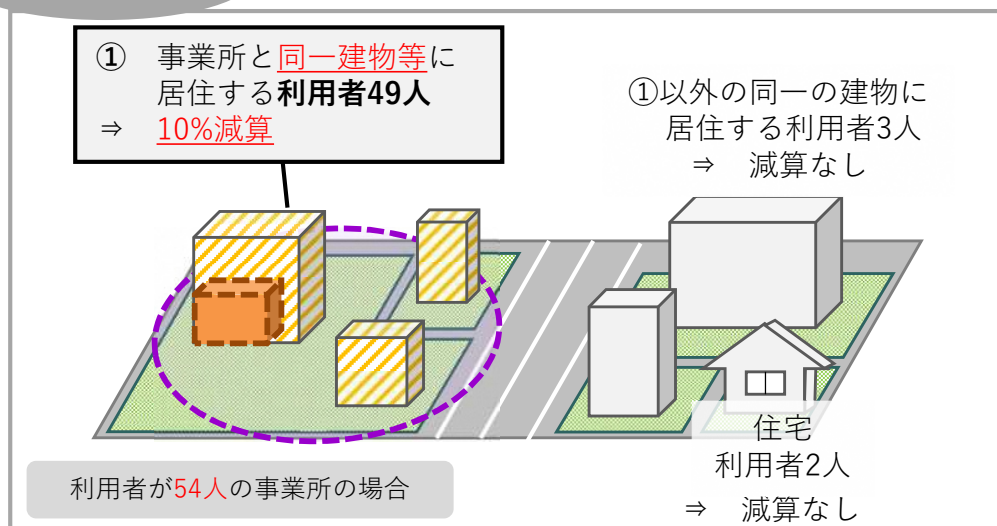 ① 事業所と同一建物等に
居住する利用者49人
⇒ 10%減算
①以外の同一の建物に
居住する利用者3人
⇒ 減算なし
住宅
利用者2人
⇒ 減算なし
利用者が54人の事業所の場合